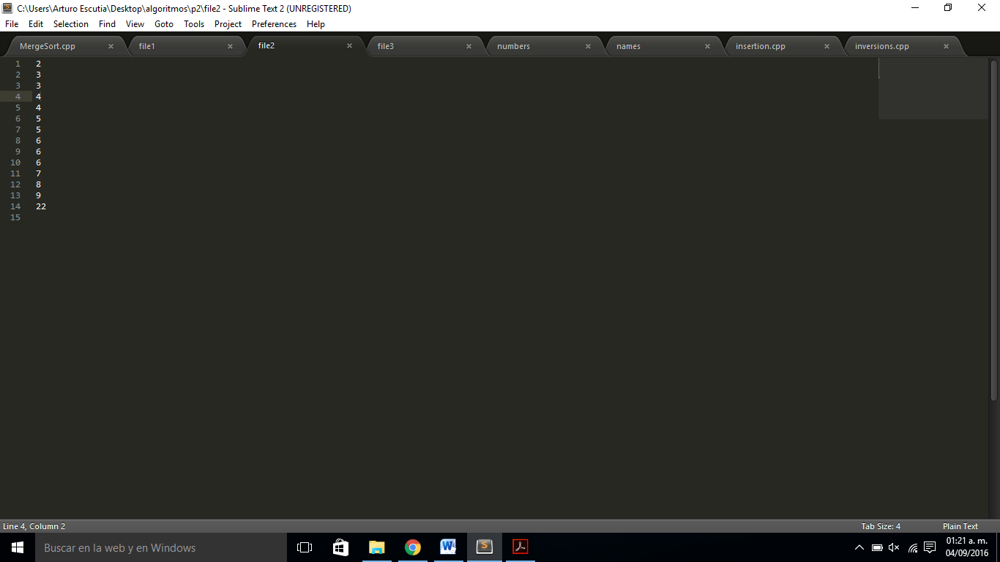 C:\Users\Arturo Escutia\Desktop\algoritmos\p2\file2 - Sublime Text 2 (UNREGISTERED)
File Edit Selection Find View Goto Tools Project Preferences Help
MergeSort.cpp × file1 × file2 × file3 × numbers × names × insertion.cpp × inversions.cpp ×
1 2
2 3
3 3
4 4
5 4
6 5
7 5
8 6
9 6
10 6
11 7
12 8
13 9
14 22
15
Line 4, Column 2 Tab Size: 4 Plain Text
Buscar en la web y en Windows
01:21 a. m.
04/09/2016